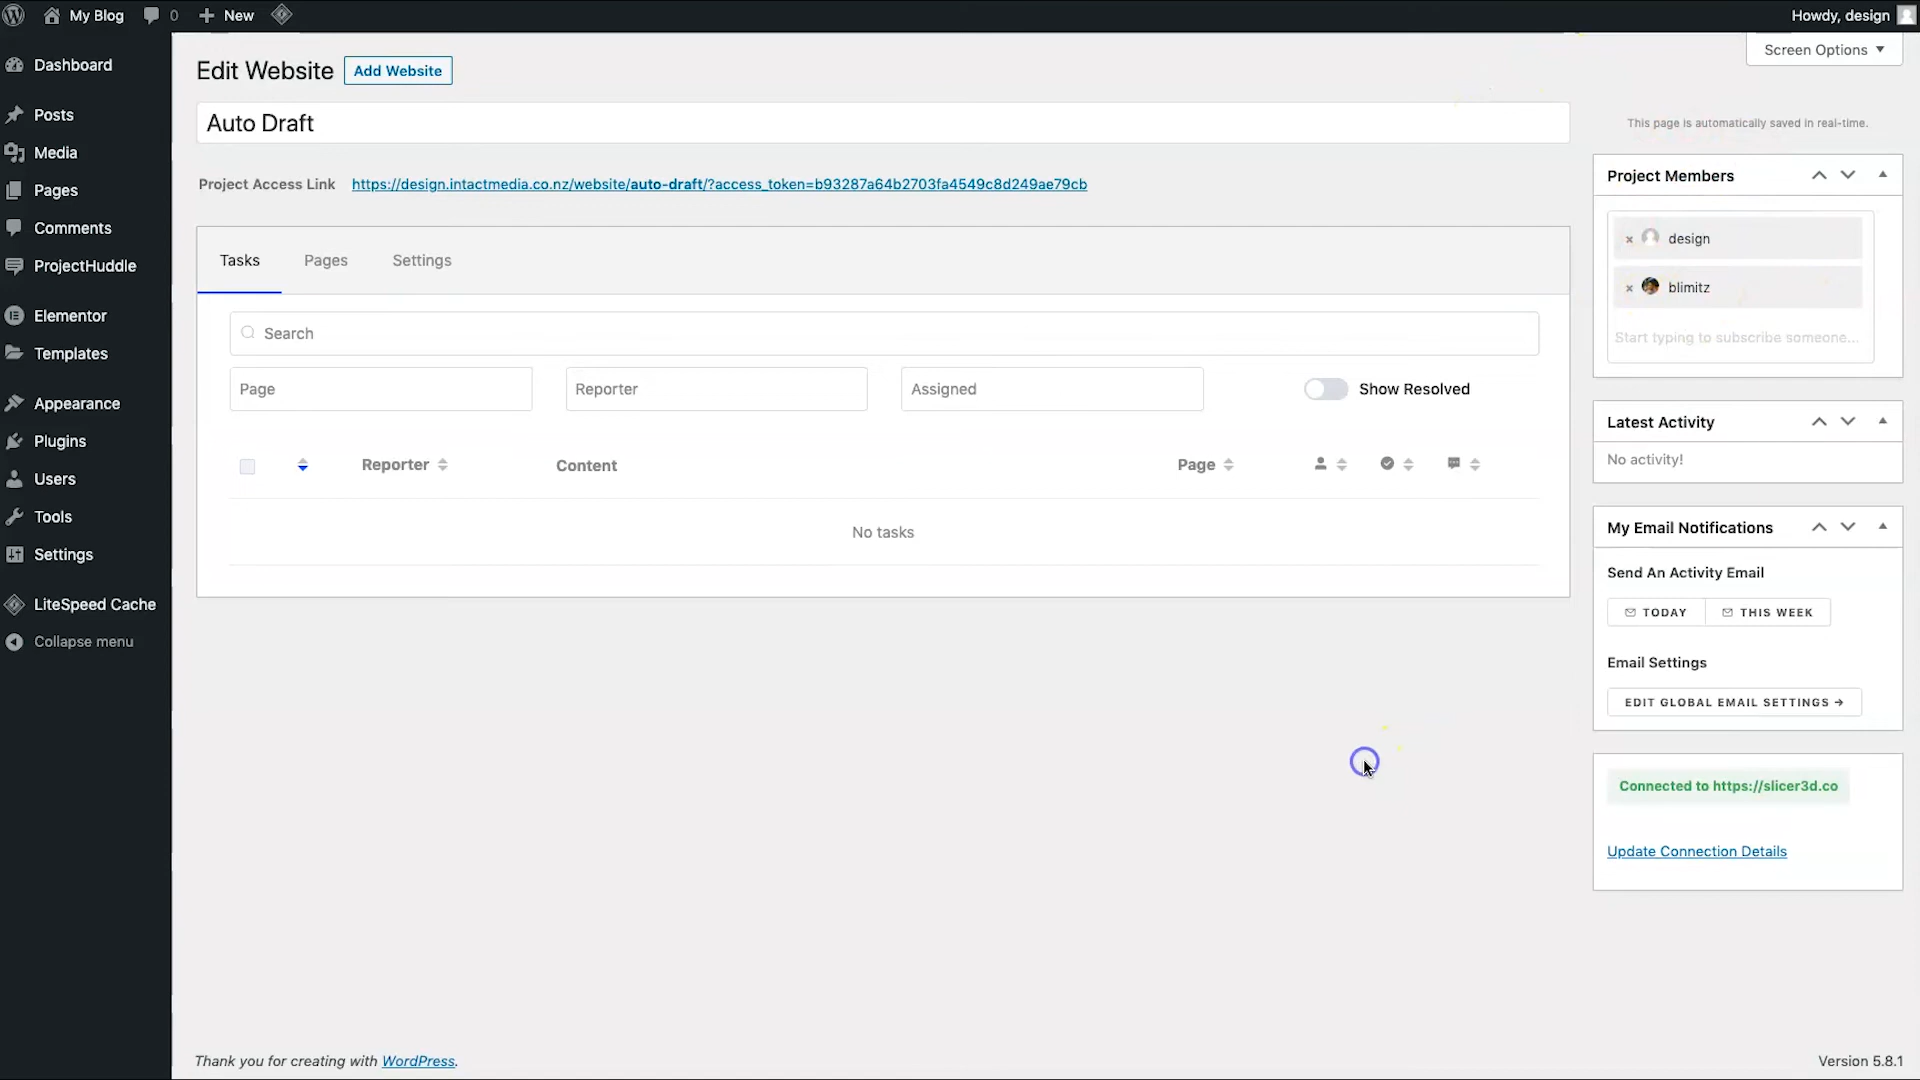 My Blog
0
New
Howdy, design
Dashboard
Posts
Media
Pages
Comments
ProjectHuddle
Elementor
Templates
Appearance
Plugins
Users
Tools
Settings
LiteSpeed Cache
Collapse menu
Screen Options
Edit Website
Add Website
Auto Draft
Project Access Link https://design.intactmedia.co.nz/website/auto-draft/?access_token=b93287a64b2703fa4549c8d249ae79cb
Tasks
Pages
Settings
Search
Page
Reporter
Assigned
Show Resolved
Reporter
Content
Page
No tasks
This page is automatically saved in real-time.
Project Members
× design
× blimitz
Start typing to subscribe someone...
Latest Activity
No activity!
My Email Notifications
Send An Activity Email
TODAY
THIS WEEK
Email Settings
EDIT GLOBAL EMAIL SETTINGS →
Connected to https://slicer3d.co
Update Connection Details
Thank you for creating with WordPress.
Version 5.8.1